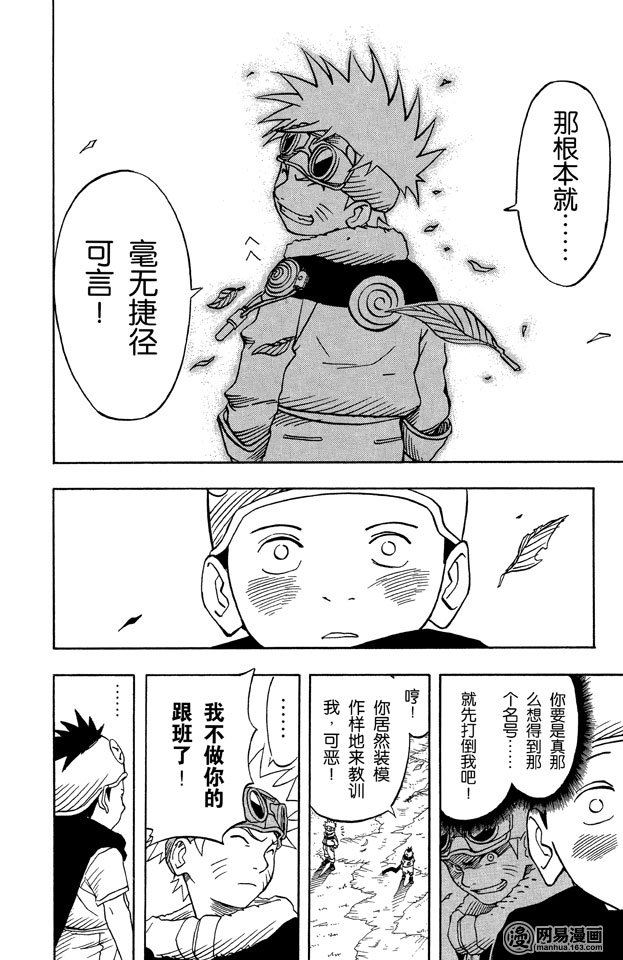 那根本就……
毫无捷径
可言！
你要是真那
么想得到那
个名号……
就先打倒我吧！
哼！
你居然装模
作样地来教训
我，可恶！
……
我不做你的
跟班了！
……
网易漫画
manhua.163.com